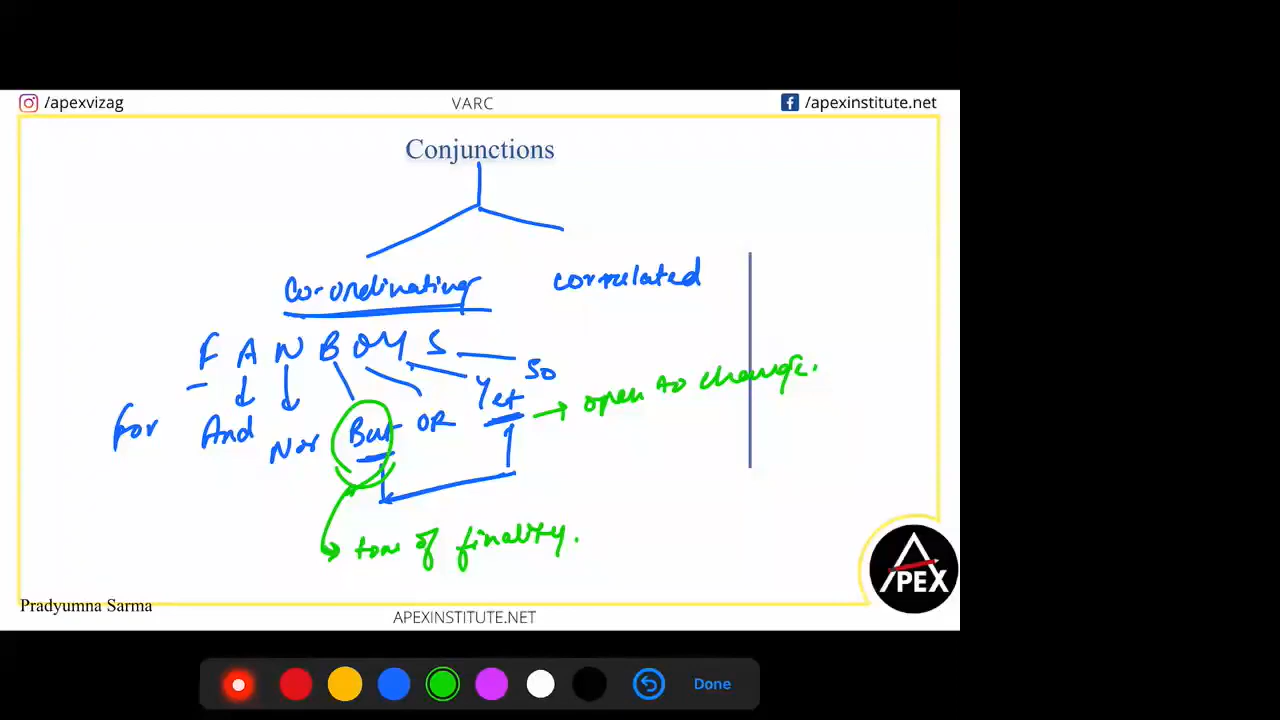 /apexvizag VARC /apexinstitute.net
Conjunctions
Co-ordinating correlated
F A N B O Y S So
Yet → open to change.
For And Nor But OR
→ tone of finality.
APEX
Pradyumna Sarma
APEXINSTITUTE.NET
Done